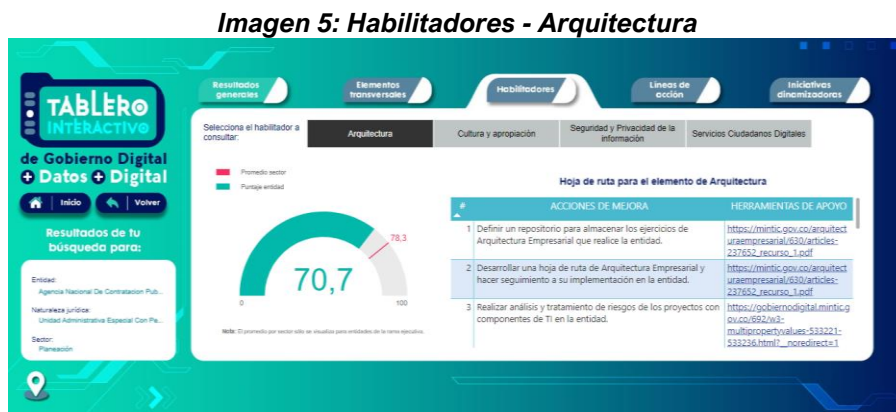 Imagen 5: Habilitadores - Arquitectura
Resultados generales
Elementos transversales
Habilitadores
Líneas de acción
Iniciativas dinamizadoras
TABLERO
INTERACTIVO
de Gobierno Digital
+ Datos + Digital
Inicio
Volver
Resultados de tu
búsqueda para:
Entidad:
Agencia Nacional De Contratacion Pub...
Naturaleza jurídica:
Unidad Administrativa Especial Con Pe...
Sector:
Planeación
Selecciona el habilitador a
consultar:
Arquitectura
Cultura y apropiación
Seguridad y Privacidad de la
información
Servicios Ciudadanos Digitales
Promedio sector
Puntaje entidad
78,3
70,7
0
100
Nota: El promedio por sector sólo se visualiza para entidades de la rama ejecutiva.
Hoja de ruta para el elemento de Arquitectura
# ACCIONES DE MEJORA HERRAMIENTAS DE APOYO
1 Definir un repositorio para almacenar los ejercicios de
Arquitectura Empresarial que realice la entidad.
https://mintic.gov.co/arquitect
uraempresarial/630/articles-
237652_recurso_1.pdf
2 Desarrollar una hoja de ruta de Arquitectura Empresarial y
hacer seguimiento a su implementación en la entidad.
https://mintic.gov.co/arquitect
uraempresarial/630/articles-
237652_recurso_1.pdf
3 Realizar análisis y tratamiento de riesgos de los proyectos con
componentes de TI en la entidad.
https://gobiernodigital.mintic.g
ov.co/692/w3-
multipropertyvalues-533221-
533236.html?_noredirect=1